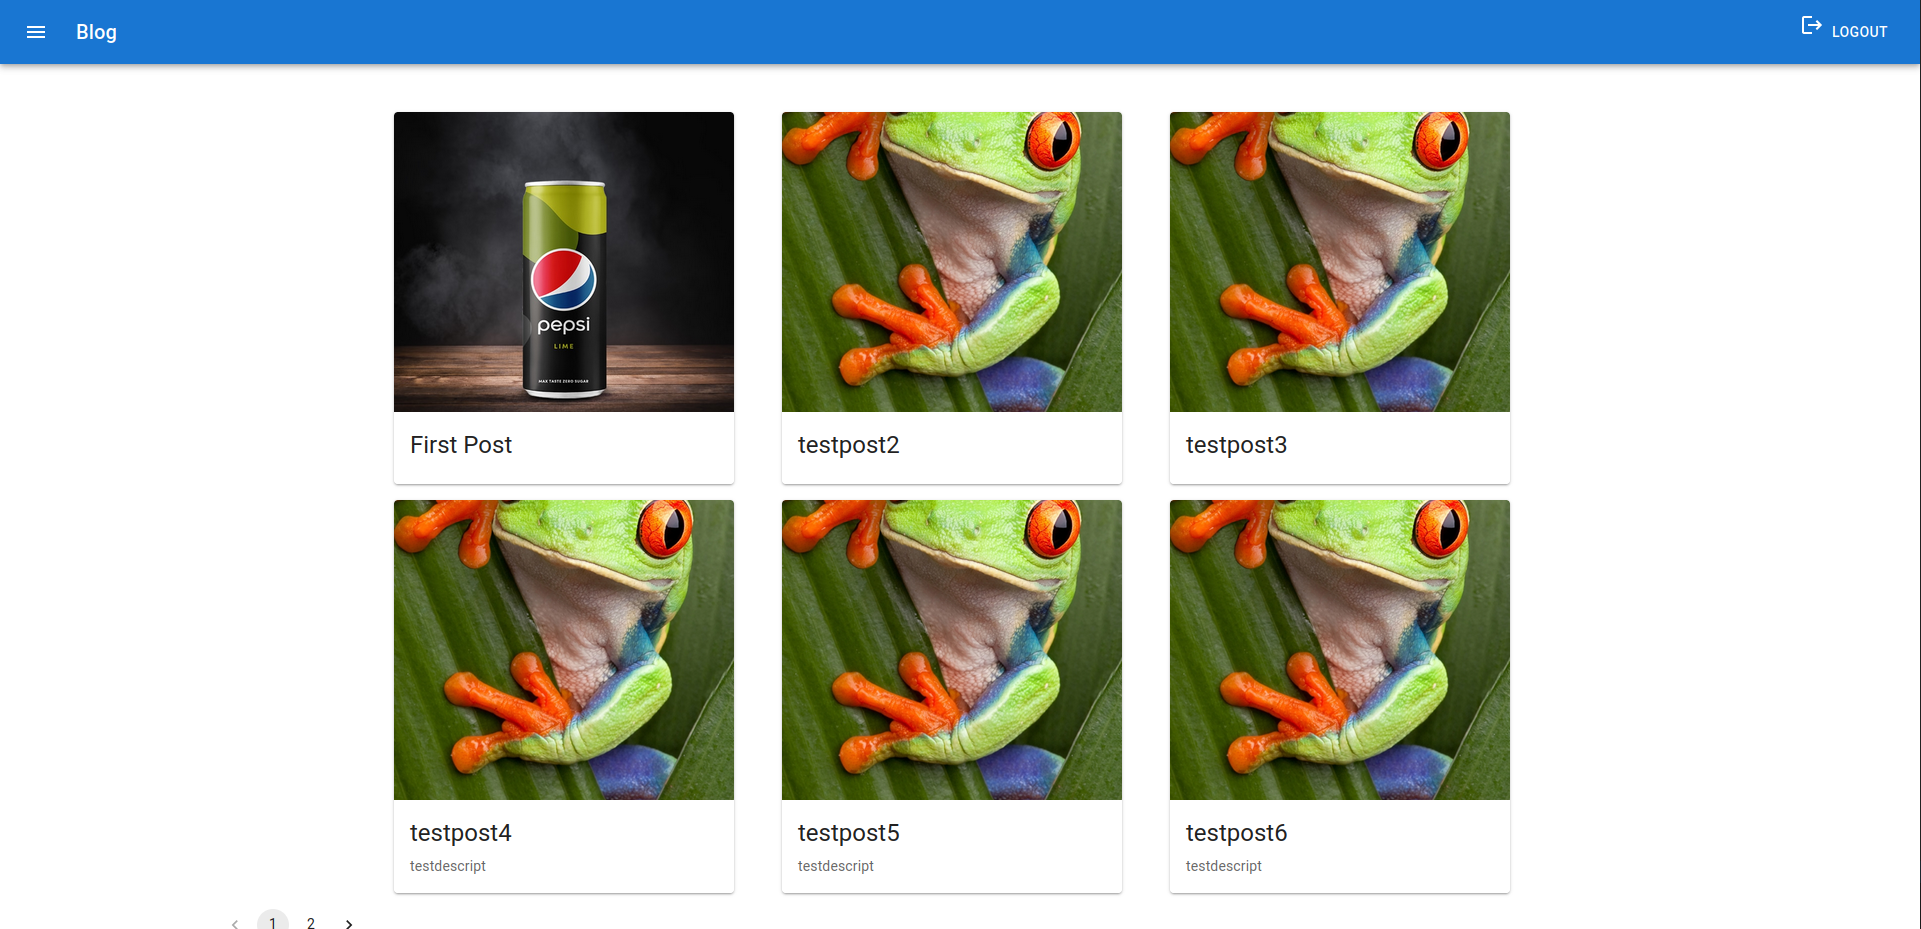 Blog
LOGOUT
pepsi
LIME
MAX TASTE ZERO SUGAR
First Post
testpost2
testpost3
testpost4
testdescript
testpost5
testdescript
testpost6
testdescript
1 2